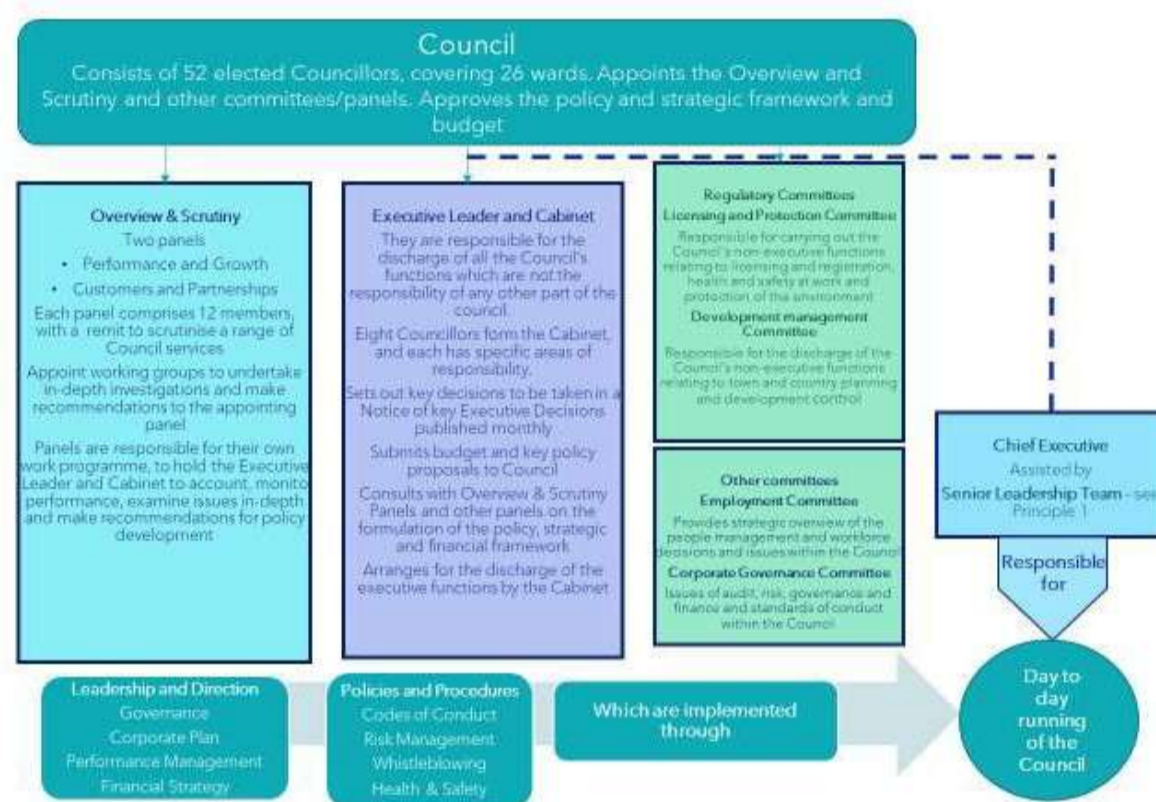 Council
Consists of 52 elected Councillors, covering 26 wards. Appoints the Overview and
Scrutiny and other committees/panels. Approves the policy and strategic framework and
budget
Overview & Scrutiny
Two panels
• Performance and Growth
• Customers and Partnerships
Each panel comprises 12 members,
with a remit to scrutinise a range of
Council services
Appoint working groups to undertake
in-depth investigations and make
recommendations to the appointing
panel
Panels are responsible for their own
work programme, to hold the Executive
Leader and Cabinet to account, monito
performance, examine issues in-depth
and make recommendations for policy
development
Executive Leader and Cabinet
They are responsible for the
discharge of all the Council's
functions which are not the
responsibility of any other part of the
council.
Eight Councillors form the Cabinet,
and each has specific areas of
responsibility.
Sets out key decisions to be taken in a
Notice of key Executive Decisions
published monthly
Submits budget and key policy
proposals to Council
Consults with Overview & Scrutiny
Panels and other panels on the
formulation of the policy, strategic
and financial framework
Arranges for the discharge of the
executive functions by the Cabinet
Regulatory Committees
Licensing and Protection Committee
Responsible for carrying out the
Council's non-executive functions
relating to licensing and registration,
health and safety at work and
protection of the environment
Development management
Committee
Responsible for the discharge of the
Council's non-executive functions
relating to town and country planning
and development control
Other committees
Employment Committee
Provides strategic overview of the
people management and workforce
decisions and issues within the Council
Corporate Governance Committee
Issues of audit, risk, governance and
finance and standards of conduct
within the Council
Chief Executive
Assisted by
Senior Leadership Team - see
Principle 1
Responsible
for
Day to
day
running
of the
Council
Leadership and Direction
Governance
Corporate Plan
Performance Management
Financial Strategy
Policies and Procedures
Codes of Conduct
Risk Management
Whistleblowing
Health & Safety
Which are implemented
through